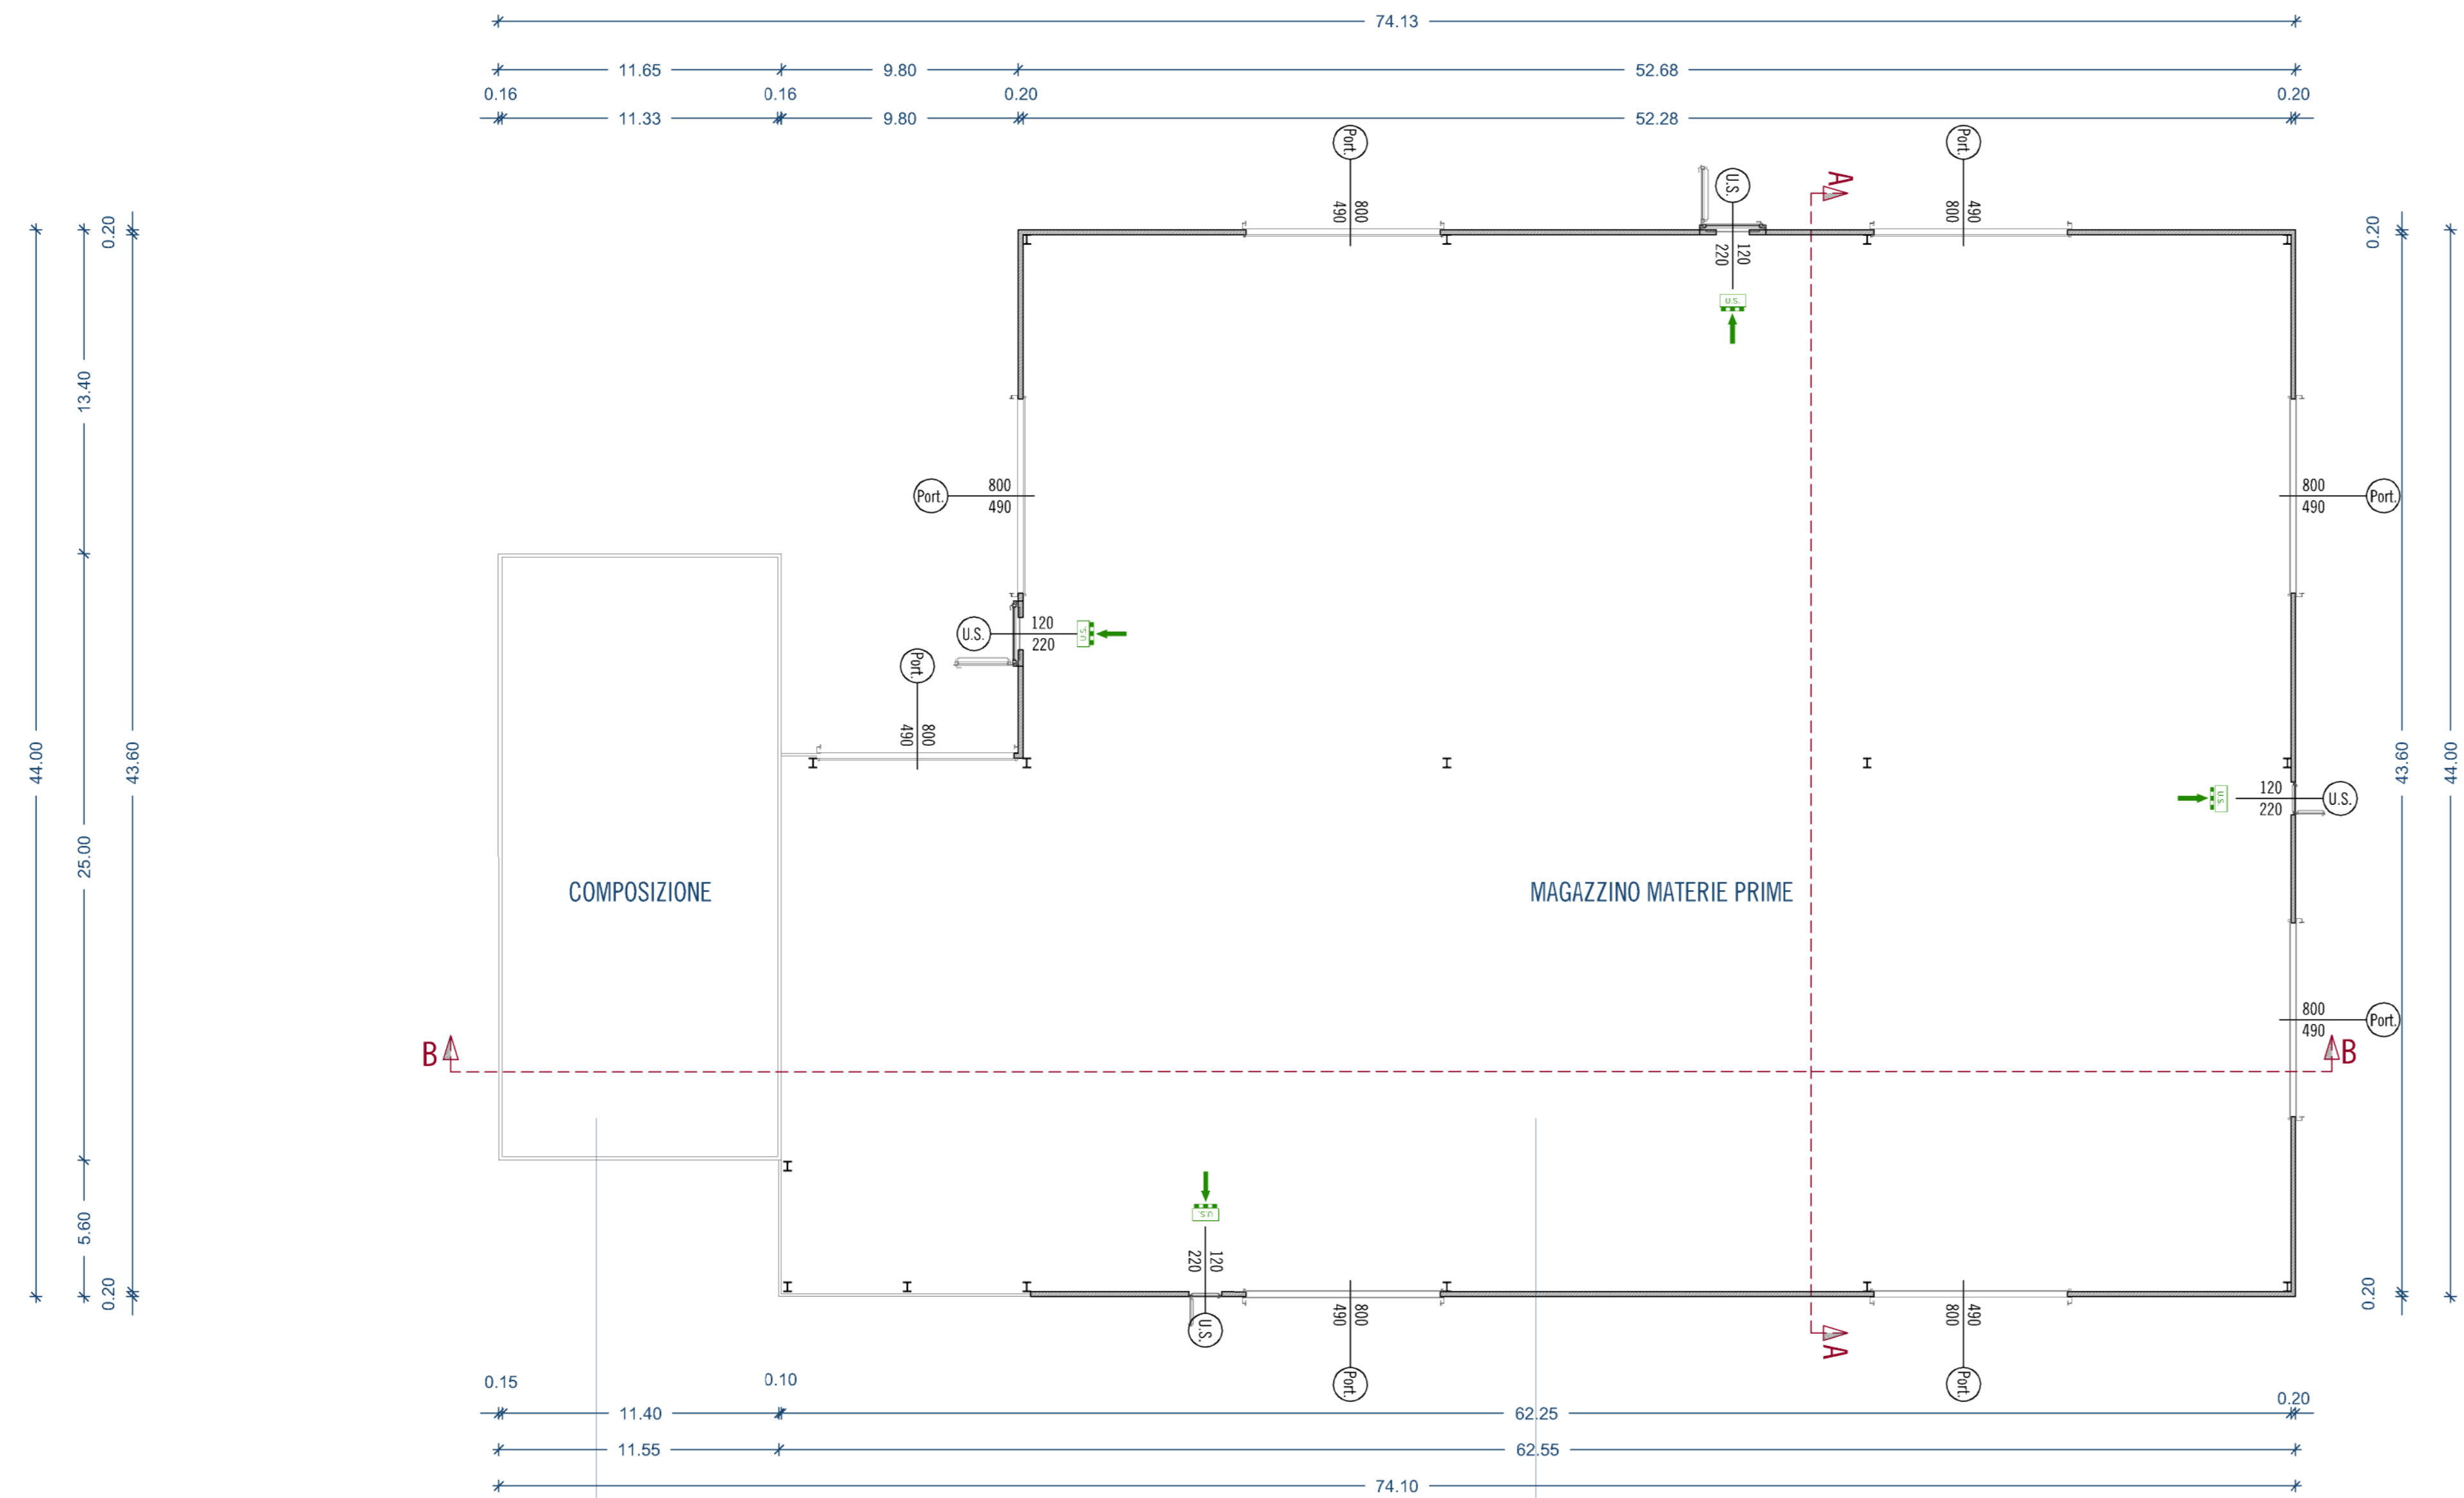 74.13
11.65 9.80 52.68
0.16 0.16 0.20 0.20
11.33 9.80 52.28
Port. Port.
U.S. A
0.20 490 800 800 490 0.20
220 120
U.S.
13.40
800 800
Port. Port.
490 490
120
U.S. U.S.
220
Port.
490 800
44.00 43.60 43.60 44.00
120
U.S. U.S.
220
25.00
COMPOSIZIONE MAGAZZINO MATERIE PRIME
800
Port.
490
B B
U.S.
5.60
220 120
0.20 0.20
490 800 800 490
U.S.
A
Port. Port.
0.15 0.10 0.20
11.40 62.25
11.55 62.55
74.10